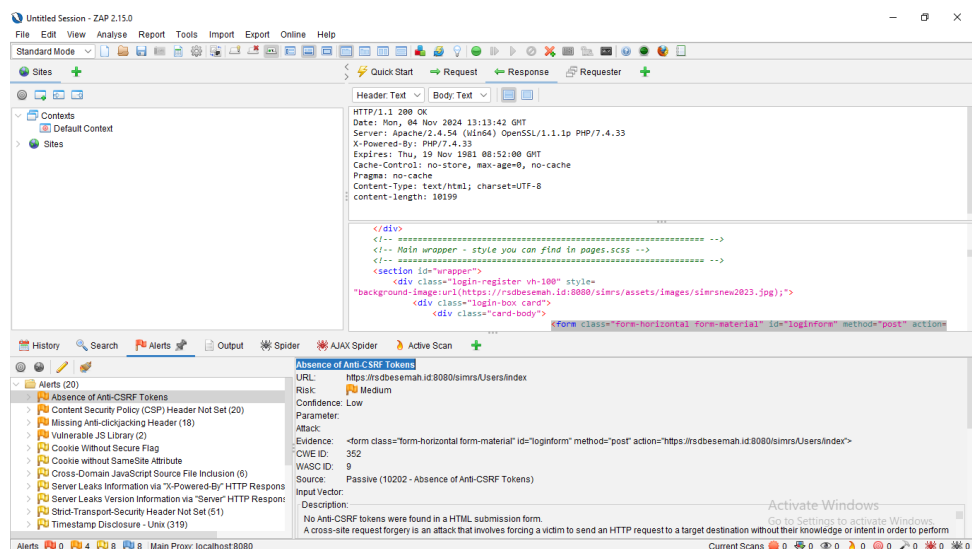 Untitled Session - ZAP 2.15.0
File Edit View Analyse Report Tools Import Export Online Help
Standard Mode
Sites
Quick Start Request Response Requester
Header: Text Body: Text
Contexts
Default Context
Sites
HTTP/1.1 200 OK
Date: Mon, 04 Nov 2024 13:13:42 GMT
Server: Apache/2.4.54 (Win64) OpenSSL/1.1.1p PHP/7.4.33
X-Powered-By: PHP/7.4.33
Expires: Thu, 19 Nov 1981 08:52:00 GMT
Cache-Control: no-store, max-age=0, no-cache
Pragma: no-cache
Content-Type: text/html; charset=UTF-8
content-length: 10199
</div>
<!-- ============================================================== -->
<!-- Main wrapper - style you can find in pages.scss -->
<!-- ============================================================== -->
<section id="wrapper">
<div class="login-register vh-100" style=
"background-image:url(https://rsdbesemah.id:8080/simrs/assets/images/simrsnew2023.jpg);">
<div class="login-box card">
<div class="card-body">
<form class="form-horizontal form-material" id="loginform" method="post" action=
History Search Alerts Output Spider AJAX Spider Active Scan
Alerts (20)
Absence of Anti-CSRF Tokens
Content Security Policy (CSP) Header Not Set (20)
Missing Anti-clickjacking Header (18)
Vulnerable JS Library (2)
Cookie Without Secure Flag
Cookie without SameSite Attribute
Cross-Domain JavaScript Source File Inclusion (6)
Server Leaks Information via "X-Powered-By" HTTP Respons
Server Leaks Version Information via "Server" HTTP Respons
Strict-Transport-Security Header Not Set (51)
Timestamp Disclosure - Unix (319)
Absence of Anti-CSRF Tokens
URL: https://rsdbesemah.id:8080/simrs/Users/index
Risk: Medium
Confidence: Low
Parameter:
Attack:
Evidence: <form class="form-horizontal form-material" id="loginform" method="post" action="https://rsdbesemah.id:8080/simrs/Users/index">
CWE ID: 352
WASC ID: 9
Source: Passive (10202 - Absence of Anti-CSRF Tokens)
Input Vector:
Description:
No Anti-CSRF tokens were found in a HTML submission form.
A cross-site request forgery is an attack that involves forcing a victim to send an HTTP request to a target destination without their knowledge or intent in order to perform
Activate Windows
Go to Settings to activate Windows.
Alerts 0 4 8 8 Main Proxy: localhost:8080
Current Scans 0 0 0 0 0 0 0 0